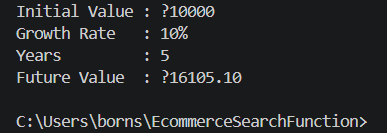 Initial Value : ?10000
Growth Rate   : 10%
Years         : 5
Future Value  : ?16105.10
C:\Users\borns\EcommerceSearchFunction>